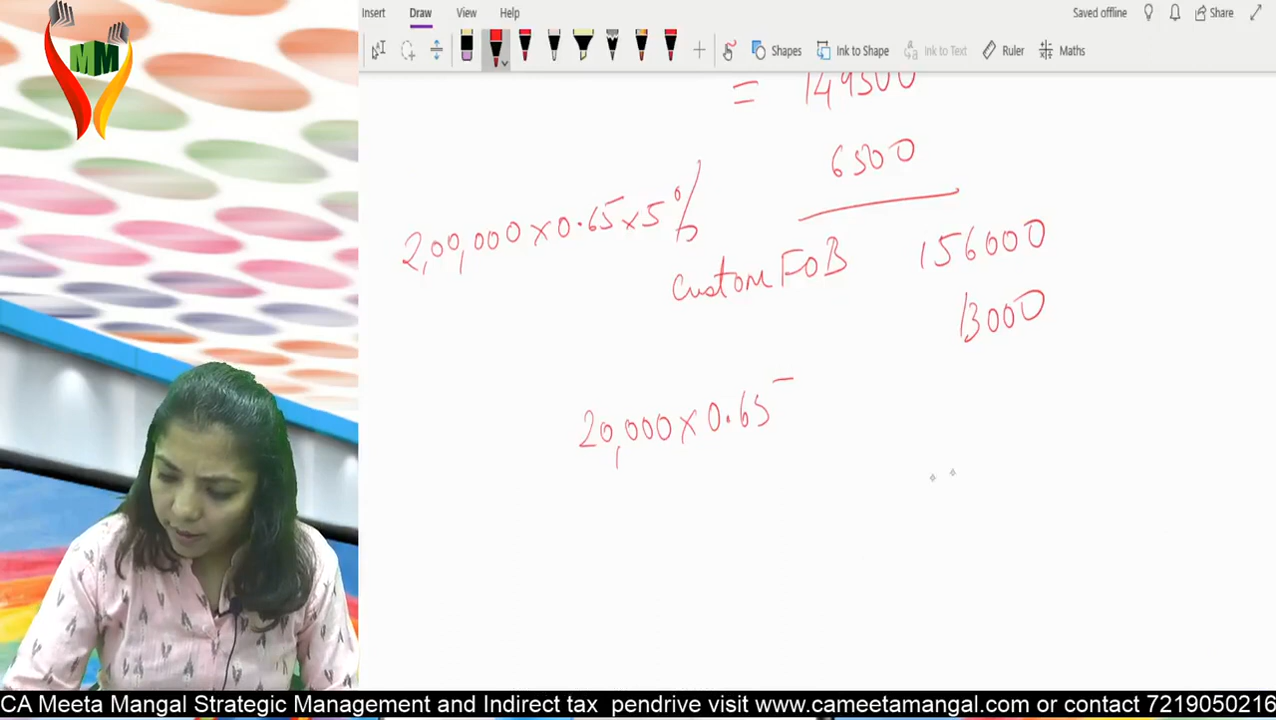 Insert Draw View Help Saved offline Share
Shapes Ink to Shape Ink to Text Ruler Maths
MM
= 149500
6500
2,00,000 x 0.65 x 5%
Custom FOB 156000
13000
20,000 x 0.65
CA Meeta Mangal Strategic Management and Indirect tax pendrive visit www.cameetamangal.com or contact 7219050216